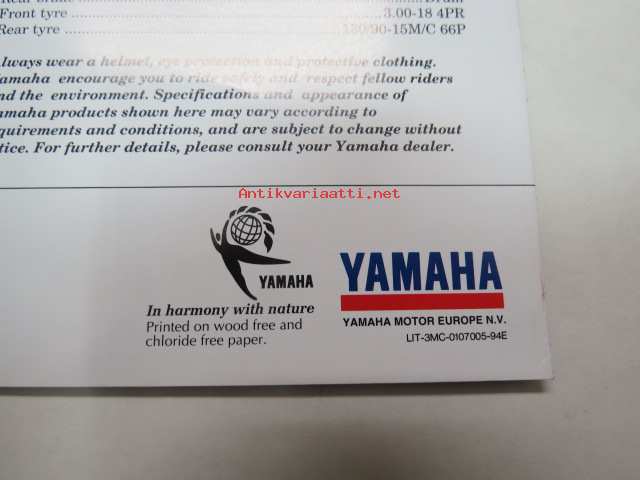 Front tyre ........ 3.00-18 4PR
Rear tyre ........ 130/90-15M/C 66P
Always wear a helmet, eye protection and protective clothing.
Yamaha encourage you to ride safely and respect fellow riders
and the environment. Specifications and appearance of
Yamaha products shown here may vary according to
requirements and conditions, and are subject to change without
notice. For further details, please consult your Yamaha dealer.
Antikvariaatti.net
YAMAHA
In harmony with nature
Printed on wood free and
chloride free paper.
YAMAHA
YAMAHA MOTOR EUROPE N.V.
LIT-3MC-0107005-94E